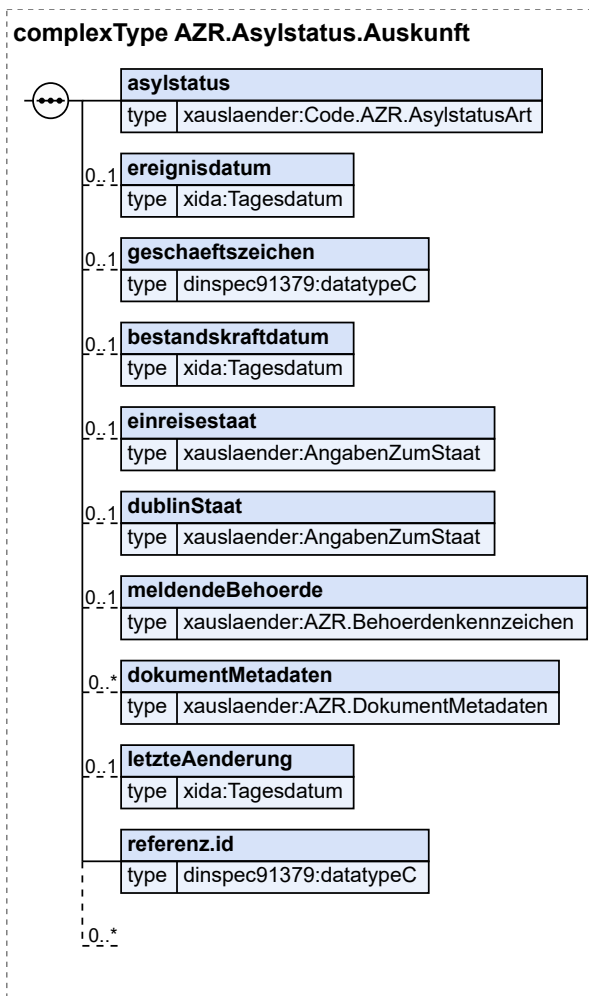 complexType AZR.Asylstatus.Auskunft
asylstatus
type xauslaender:Code.AZR.AsylstatusArt
0..1 ereignisdatum
type xida:Tagesdatum
0..1 geschaeftszeichen
type dinspec91379:datatypeC
0..1 bestandskraftdatum
type xida:Tagesdatum
0..1 einreisestaat
type xauslaender:AngabenZumStaat
0..1 dublinStaat
type xauslaender:AngabenZumStaat
0..1 meldendeBehoerde
type xauslaender:AZR.Behoerdenkennzeichen
0..* dokumentMetadaten
type xauslaender:AZR.DokumentMetadaten
0..1 letzteAenderung
type xida:Tagesdatum
referenz.id
type dinspec91379:datatypeC
0..*